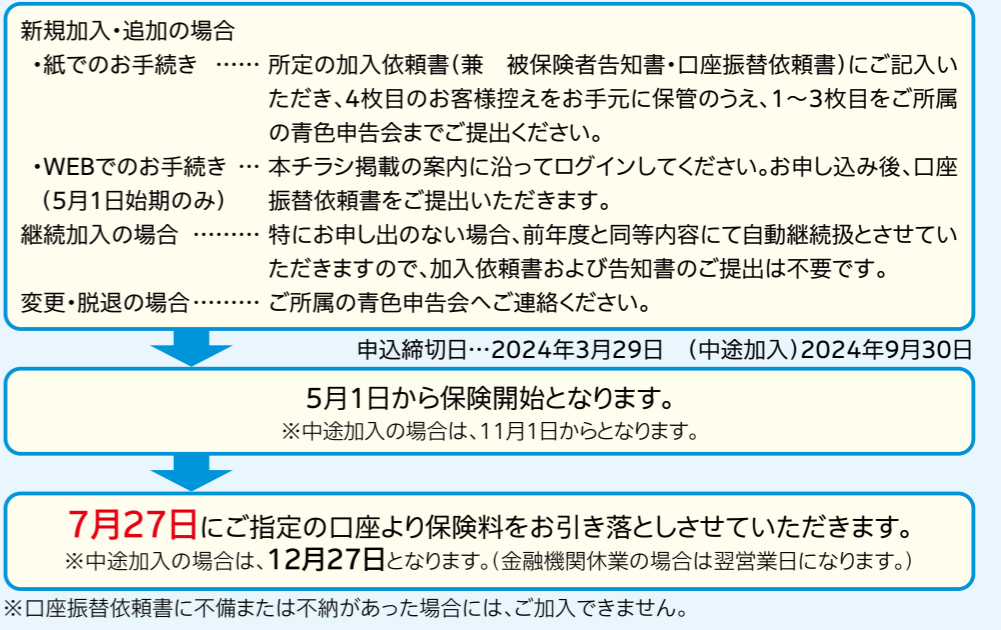 新規加入・追加の場合
・紙でのお手続き …… 所定の加入依頼書(兼　被保険者告知書・口座振替依頼書)にご記入い
ただき、4枚目のお客様控えをお手元に保管のうえ、1〜3枚目をご所属
の青色申告会までご提出ください。
・WEBでのお手続き … 本チラシ掲載の案内に沿ってログインしてください。お申し込み後、口座
(5月1日始期のみ) 振替依頼書をご提出いただきます。
継続加入の場合 ……… 特にお申し出のない場合、前年度と同等内容にて自動継続扱とさせてい
ただきますので、加入依頼書および告知書のご提出は不要です。
変更・脱退の場合……… ご所属の青色申告会へご連絡ください。
申込締切日…2024年3月29日 (中途加入)2024年9月30日
5月1日から保険開始となります。
※中途加入の場合は、11月1日からとなります。
7月27日にご指定の口座より保険料をお引き落としさせていただきます。
※中途加入の場合は、12月27日となります。(金融機関休業の場合は翌営業日になります。)
※口座振替依頼書に不備または不納があった場合には、ご加入できません。